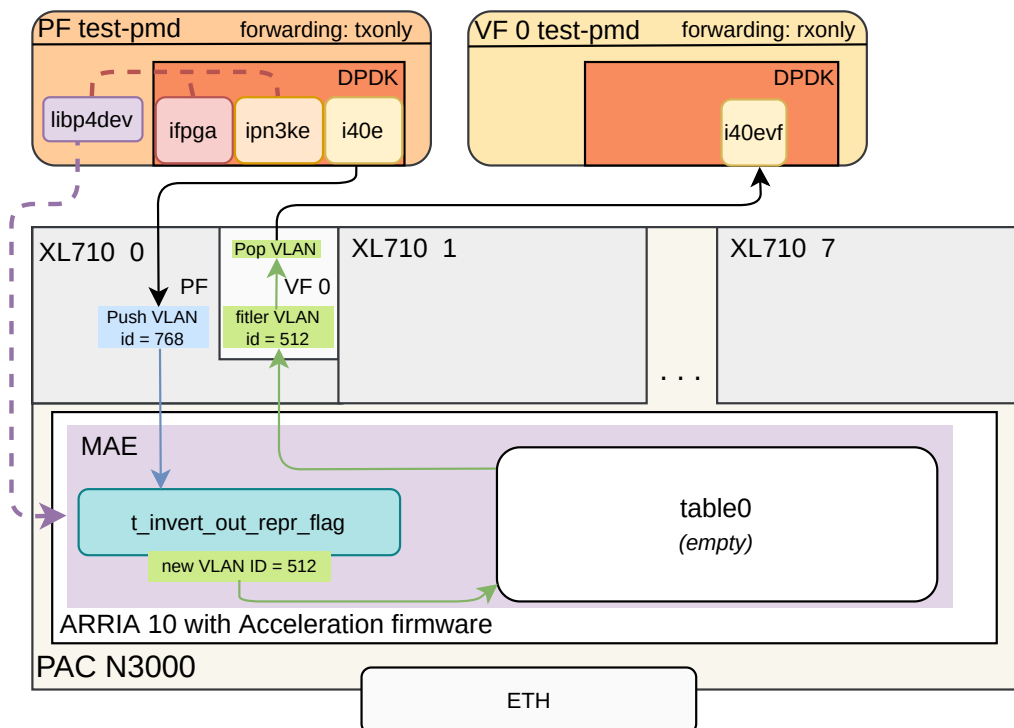 PF test-pmd
forwarding: txonly
DPDK
libp4dev
ifpga
ipn3ke
i40e
VF 0 test-pmd
forwarding: rxonly
DPDK
i40evf
XL710  0
PF
Push VLAN
id = 768
Pop VLAN
VF 0
fitler VLAN
id = 512
XL710  1
. . .
XL710  7
MAE
t_invert_out_repr_flag
new VLAN ID = 512
table0
(empty)
ARRIA 10 with Acceleration firmware
PAC N3000
ETH